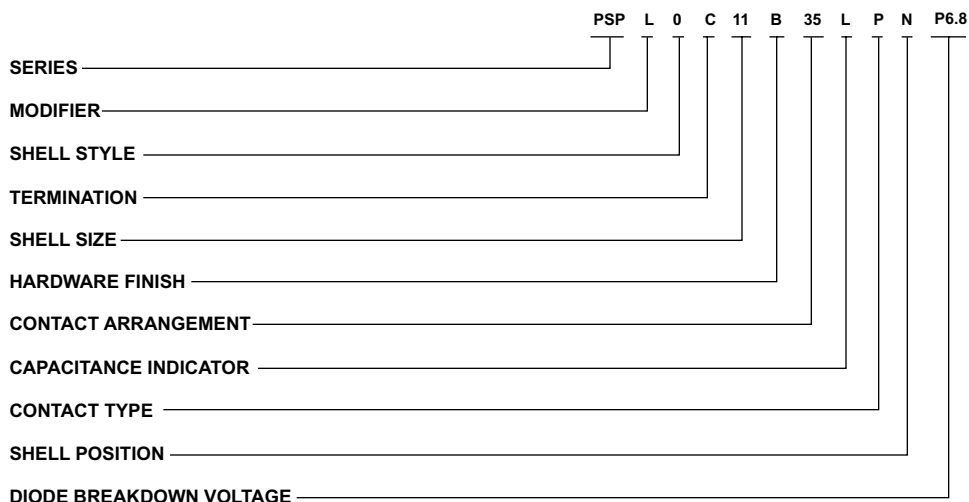 PSP L 0 C 11 B 35 L P N P6.8
SERIES
MODIFIER
SHELL STYLE
TERMINATION
SHELL SIZE
HARDWARE FINISH
CONTACT ARRANGEMENT
CAPACITANCE INDICATOR
CONTACT TYPE
SHELL POSITION
DIODE BREAKDOWN VOLTAGE